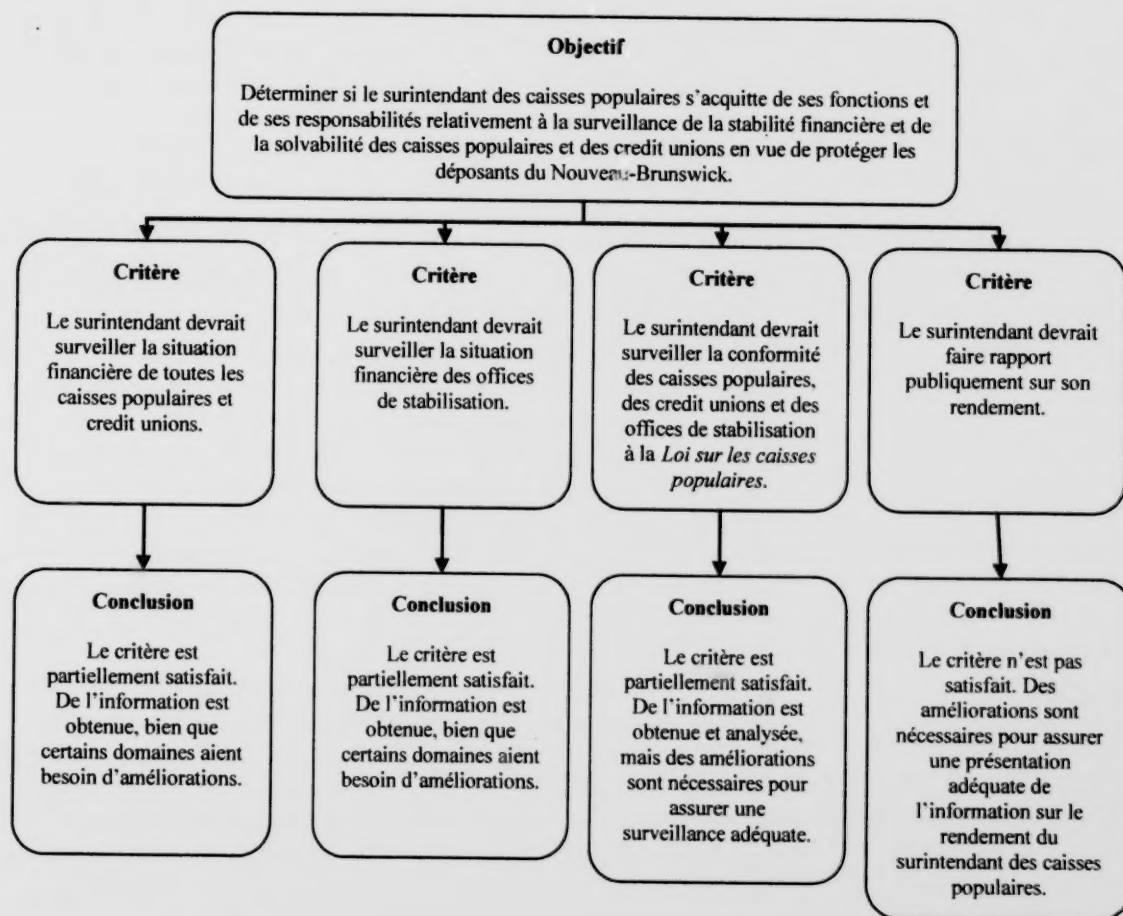 Objectif
Déterminer si le surintendant des caisses populaires s'acquitte de ses fonctions et
de ses responsabilités relativement à la surveillance de la stabilité financière et de
la solvabilité des caisses populaires et des credit unions en vue de protéger les
déposants du Nouveau-Brunswick.
Critère
Le surintendant devrait
surveiller la situation
financière de toutes les
caisses populaires et
credit unions.
Critère
Le surintendant devrait
surveiller la situation
financière des offices
de stabilisation.
Critère
Le surintendant devrait
surveiller la conformité
des caisses populaires,
des credit unions et des
offices de stabilisation
à la Loi sur les caisses
populaires.
Critère
Le surintendant devrait
faire rapport
publiquement sur son
rendement.
Conclusion
Le critère est
partiellement satisfait.
De l'information est
obtenue, bien que
certains domaines aient
besoin d'améliorations.
Conclusion
Le critère est
partiellement satisfait.
De l'information est
obtenue, bien que
certains domaines aient
besoin d'améliorations.
Conclusion
Le critère est
partiellement satisfait.
De l'information est
obtenue et analysée,
mais des améliorations
sont nécessaires pour
assurer une
surveillance adéquate.
Conclusion
Le critère n'est pas
satisfait. Des
améliorations sont
nécessaires pour assurer
une présentation
adéquate de
l'information sur le
rendement du
surintendant des caisses
populaires.